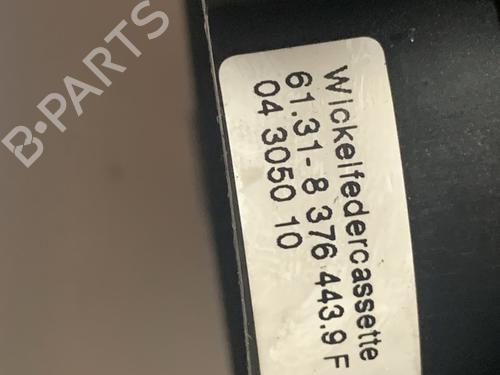 Wickelfedercassette
61.31-8 376 443.9 F
04 3050 10
B-PARTS